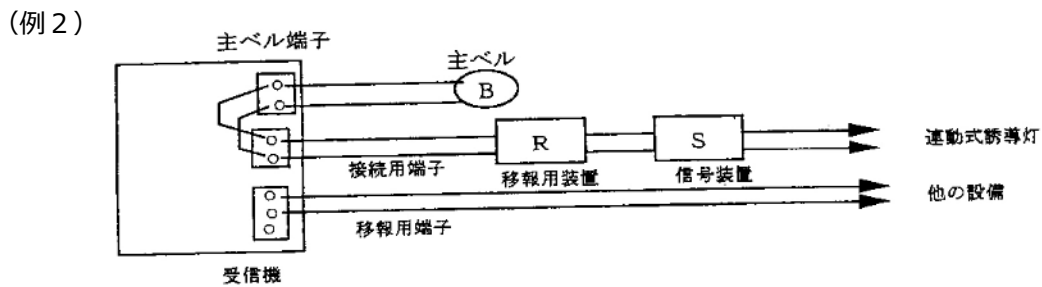 （例２）
主ベル端子
主ベル
B
R
S
連動式誘導灯
接続用端子
移報用装置
信号装置
他の設備
移報用端子
受信機